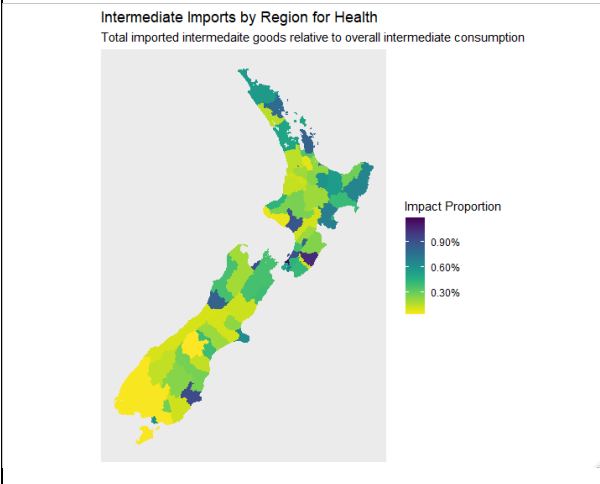 Intermediate Imports by Region for Health
Total imported intermedaite goods relative to overall intermediate consumption
Impact Proportion
0.90%
0.60%
0.30%